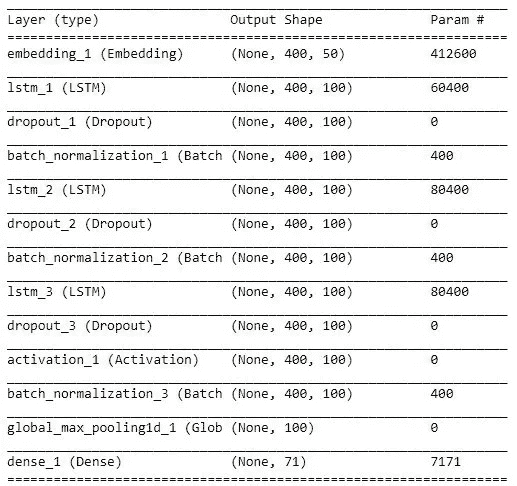 Layer (type) Output Shape Param #
embedding_1 (Embedding) (None, 400, 50) 412600
lstm_1 (LSTM) (None, 400, 100) 60400
dropout_1 (Dropout) (None, 400, 100) 0
batch_normalization_1 (Batch (None, 400, 100) 400
lstm_2 (LSTM) (None, 400, 100) 80400
dropout_2 (Dropout) (None, 400, 100) 0
batch_normalization_2 (Batch (None, 400, 100) 400
lstm_3 (LSTM) (None, 400, 100) 80400
dropout_3 (Dropout) (None, 400, 100) 0
activation_1 (Activation) (None, 400, 100) 0
batch_normalization_3 (Batch (None, 400, 100) 400
global_max_pooling1d_1 (Glob (None, 100) 0
dense_1 (Dense) (None, 71) 7171